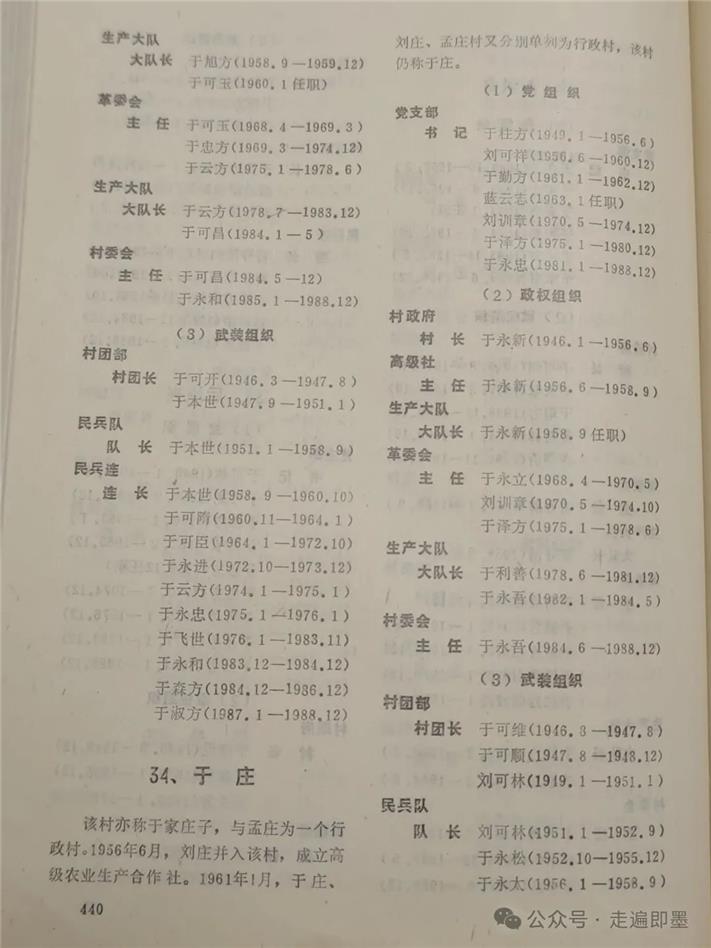 生产大队
大队长 于旭方(1958.9—1959.12)
于可玉(1960.1任职)
革委会
主 任 于可玉(1968.4—1969.3)
于忠方(1969.3—1974.12)
于云方(1975.1—1978.6)
生产大队
大队长 于云方(1978.7—1983.12)
于可昌(1984.1—5)
村委会
主 任 于可昌(1984.5—12)
于永和(1985.1—1988.12)
(3)武装组织
村团部
村团长 于可开(1946.3—1947.8)
于本世(1947.9—1951.1)
民兵队
队 长 于本世(1951.1—1958.9)
民兵连
连 长 于本世(1958.9—1960.10)
于可隋(1960.11—1964.1)
于可臣(1964.1—1972.10)
于永进(1972.10—1973.12)
于云方(1974.1—1975.1)
于永忠(1975.1—1976.1)
于飞世(1976.1—1983.11)
于永和(1983.12—1984.12)
于森方(1984.12—1986.12)
于淑方(1987.1—1988.12)
34、于 庄
该村亦称于家庄子，与孟庄为一个行
政村。1956年6月，刘庄并入该村，成立高
级农业生产合作社。1961年1月，于庄、
440
刘庄、孟庄村又分别单列为行政村，该村
仍称于庄。
(1)党 组 织
党支部
书 记 于柱方(1949.1—1956.6)
刘可祥(1956.6—1960.12)
于勤方(1961.1—1962.12)
蓝云志(1963.1任职)
刘训章(1970.5—1974.12)
于泽方(1975.1—1980.12)
于永忠(1981.1—1988.12)
(2)政权组织
村政府
村 长 于永新(1946.1—1956.6)
高级社
主 任 于永新(1956.6—1958.9)
生产大队
大队长 于永新(1958.9任职)
革委会
主 任 于永立(1968.4—1970.5)
刘训章(1970.5—1974.10)
于泽方(1975.1—1978.6)
生产大队
大队长 于利善(1978.6—1981.12)
于永吾(1982.1—1984.5)
村委会
主 任 于永吾(1984.6—1988.12)
(3)武装组织
村团部
村团长 于可维(1946.3—1947.8)
于可顺(1947.8—1948.12)
刘可林(1949.1—1951.1)
民兵队
队 长 刘可林(1951.1—1952.9)
于永松(1952.10—1955.12)
于永太(1956.1—1958.9)
公众号·走遍即墨